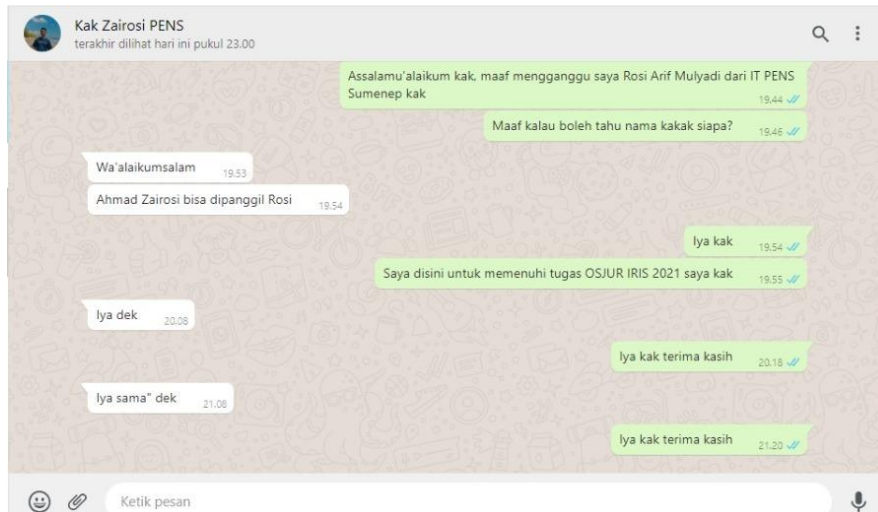 Kak Zairosi PENS
terakhir dilihat hari ini pukul 23.00
Assalamu'alaikum kak, maaf mengganggu saya Rosi Arif Mulyadi dari IT PENS
Sumenep kak
19.44
Maaf kalau boleh tahu nama kakak siapa?
19.46
Wa'alaikumsalam
19.53
Ahmad Zairosi bisa dipanggil Rosi
19.54
Iya kak
19.54
Saya disini untuk memenuhi tugas OSJUR IRIS 2021 saya kak
19.55
Iya dek
20.08
Iya kak terima kasih
20.18
Iya sama" dek
21.08
Iya kak terima kasih
21.20
Ketik pesan